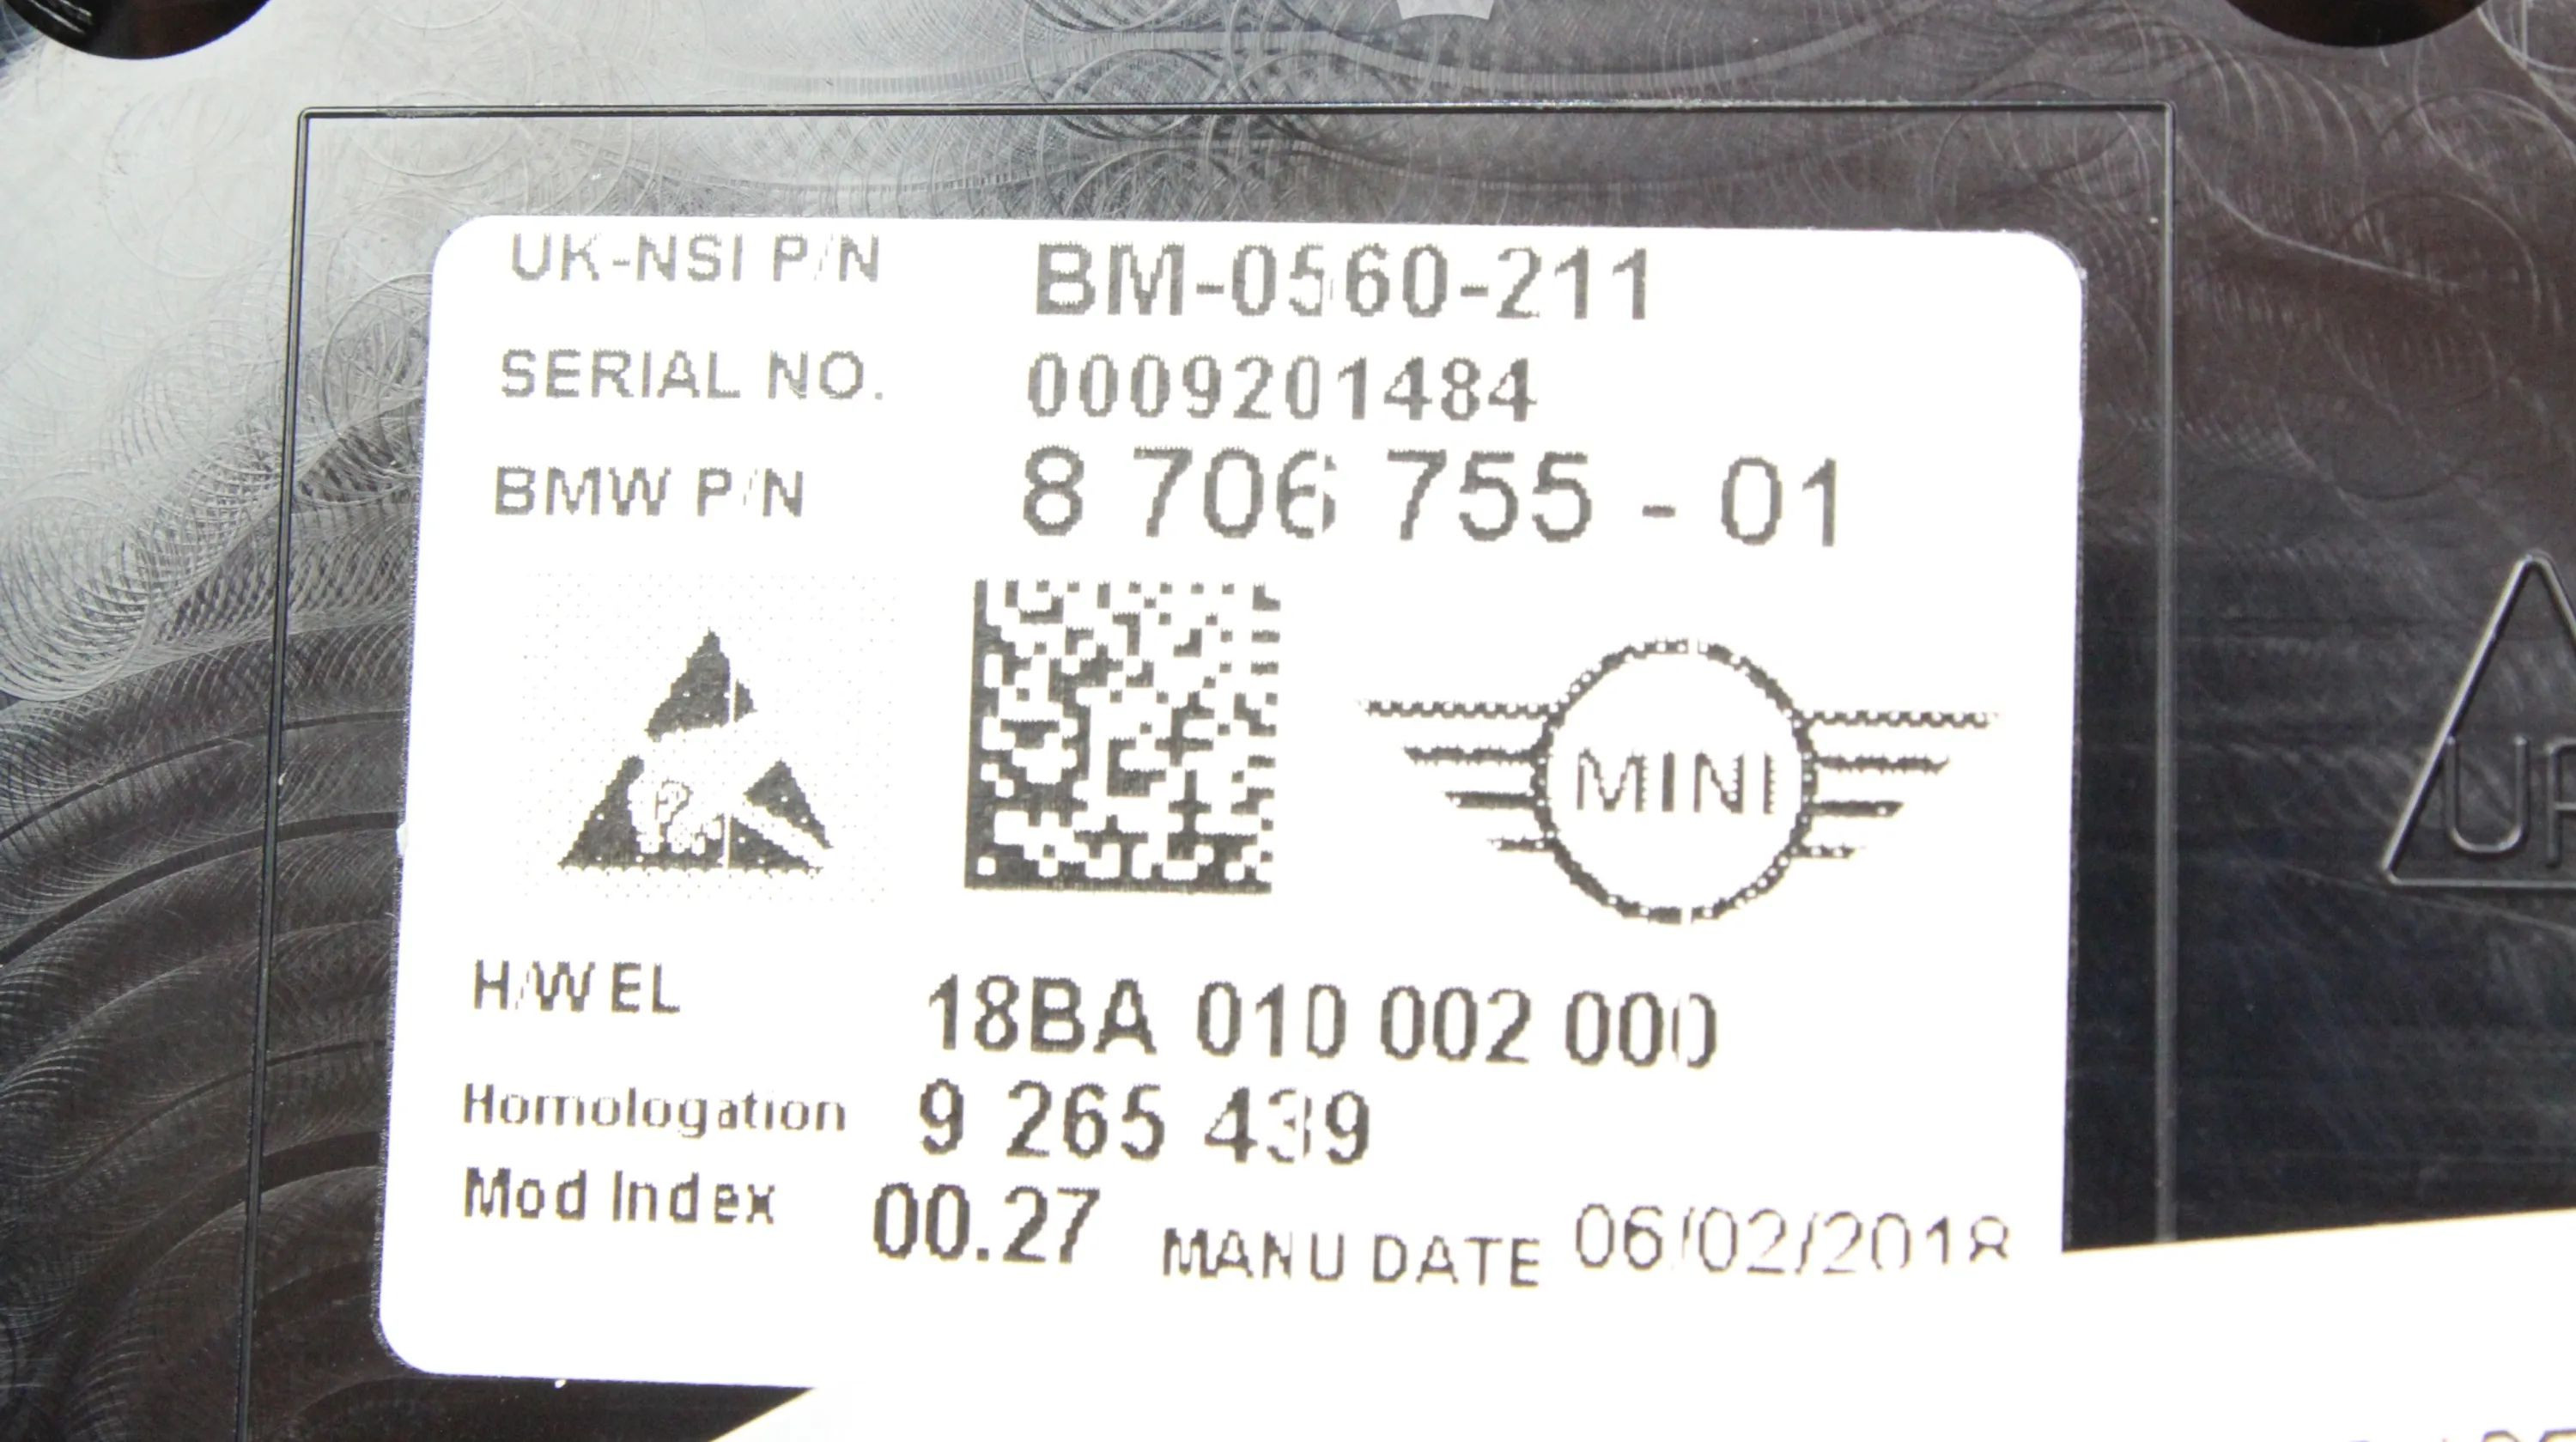 UK-NSI P/N BM-0560-211
SERIAL NO. 0009201484
BMW P/N 8 706 755 - 01
MINI
H/W EL 18BA 010 002 000
Homologation 9 265 439
Mod Index 00.27 MANU DATE 06/02/2018